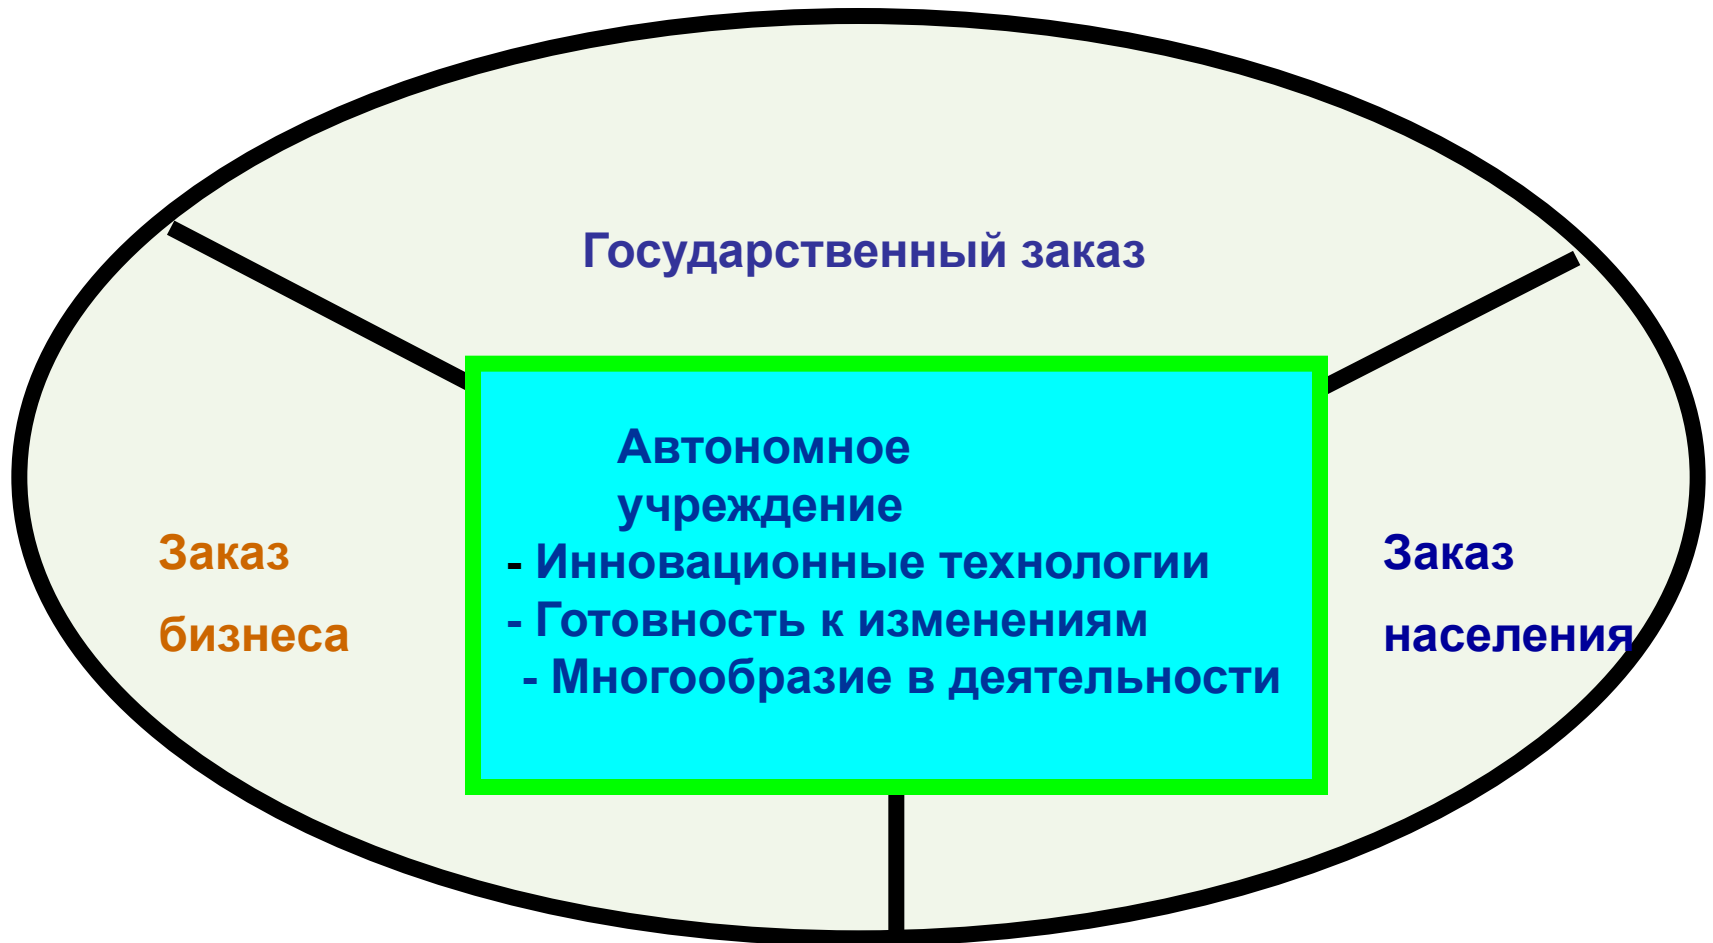 Государственный заказ
Автономное
учреждение
- Инновационные технологии
- Готовность к изменениям
- Многообразие в деятельности
Заказ
бизнеса
Заказ
населения